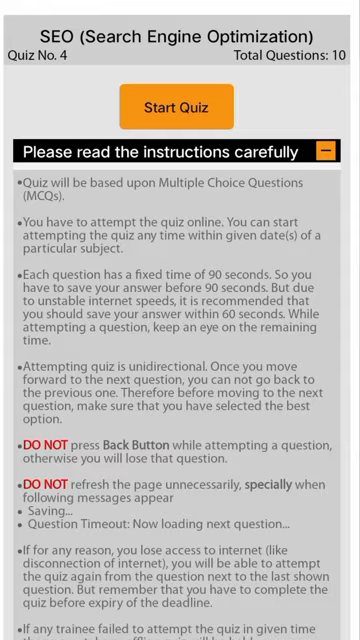 SEO (Search Engine Optimization)
Quiz No. 4 Total Questions: 10
Start Quiz
Please read the instructions carefully
•Quiz will be based upon Multiple Choice Questions
(MCQs).
•You have to attempt the quiz online. You can start
attempting the quiz any time within given date(s) of a
particular subject.
•Each question has a fixed time of 90 seconds. So you
have to save your answer before 90 seconds. But due
to unstable internet speeds, it is recommended that
you should save your answer within 60 seconds. While
attempting a question, keep an eye on the remaining
time.
•Attempting quiz is unidirectional. Once you move
forward to the next question, you can not go back to
the previous one. Therefore before moving to the next
question, make sure that you have selected the best
option.
•DO NOT press Back Button while attempting a question,
otherwise you will lose that question.
•DO NOT refresh the page unnecessarily, specially when
following messages appear
• Saving...
• Question Timeout: Now loading next question...
•If for any reason, you lose access to internet (like
disconnection of internet), you will be able to attempt
the quiz again from the question next to the last shown
question. But remember that you have to complete the
quiz before expiry of the deadline.
•If any trainee failed to attempt the quiz in given time